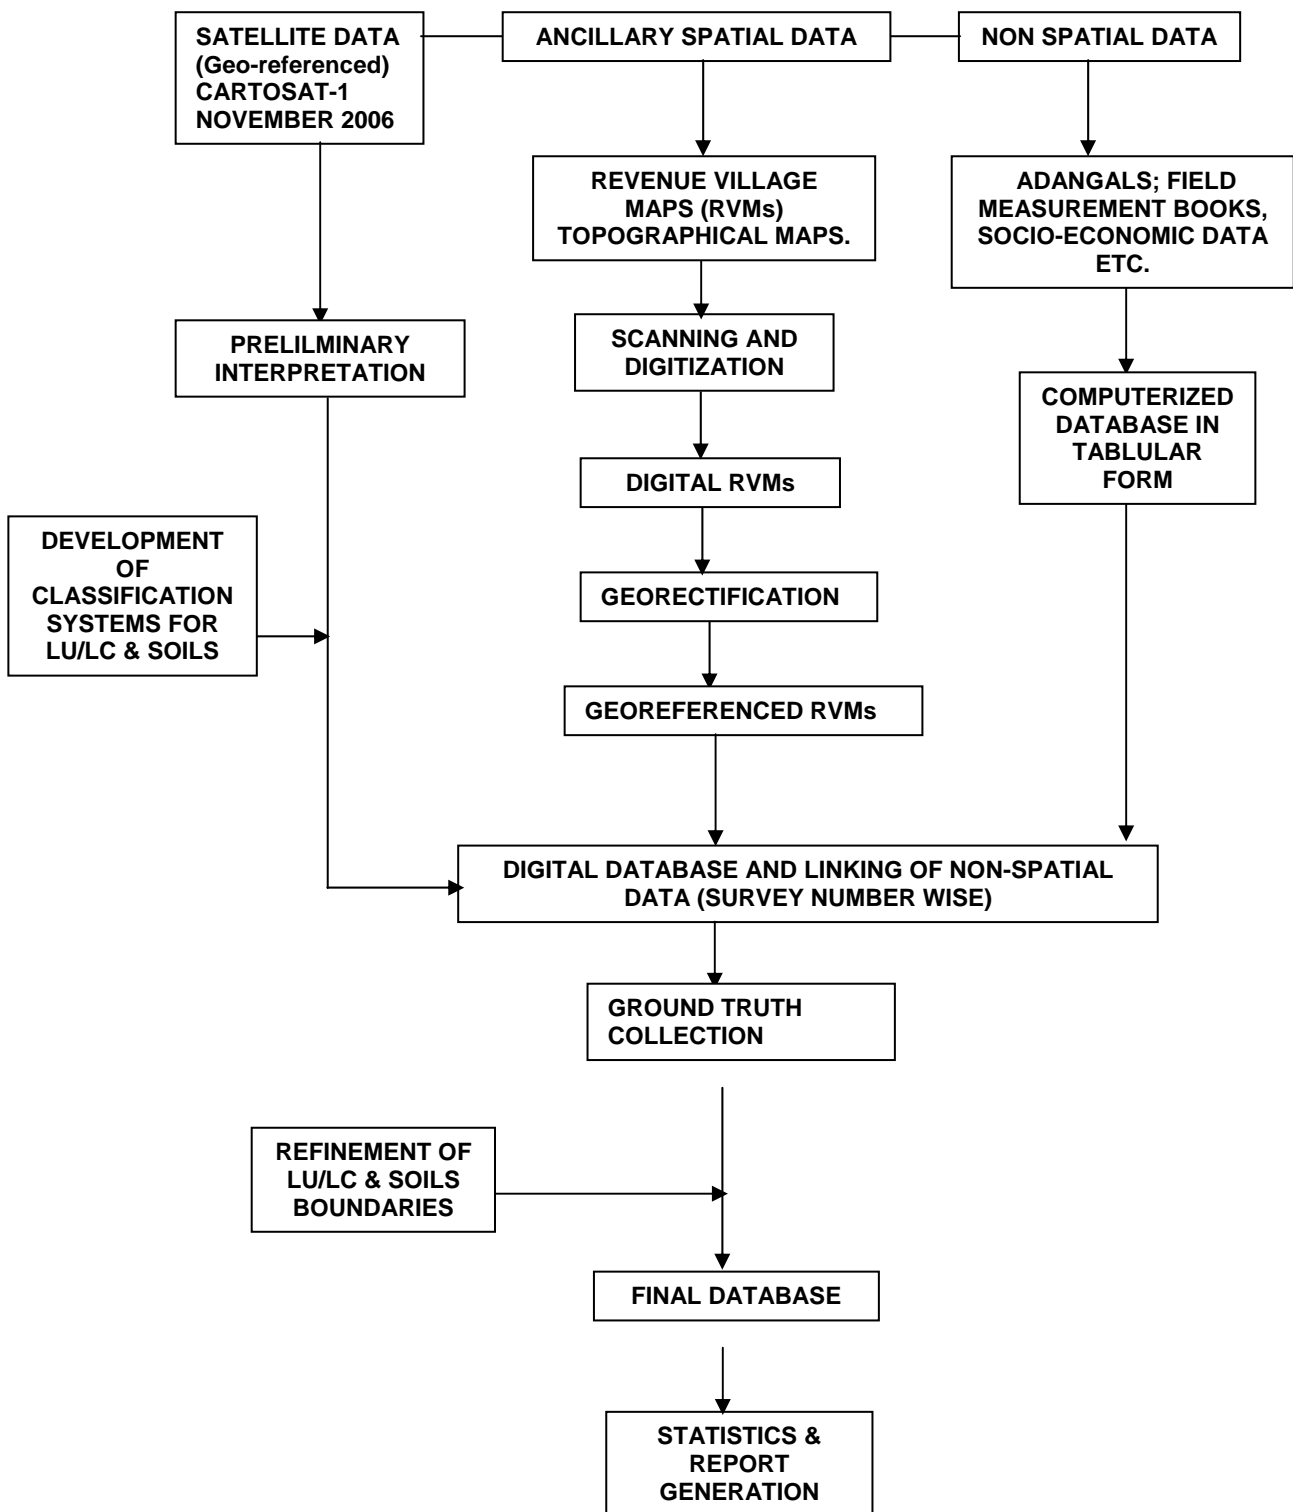 SATELLITE DATA
(Geo-referenced)
CARTOSAT-1
NOVEMBER 2006
ANCILLARY SPATIAL DATA
NON SPATIAL DATA
REVENUE VILLAGE
MAPS (RVMs)
TOPOGRAPHICAL MAPS.
ADANGALS; FIELD
MEASUREMENT BOOKS,
SOCIO-ECONOMIC DATA
ETC.
PRELILMINARY
INTERPRETATION
SCANNING AND
DIGITIZATION
COMPUTERIZED
DATABASE IN
TABLULAR
FORM
DIGITAL RVMs
DEVELOPMENT
OF
CLASSIFICATION
SYSTEMS FOR
LU/LC & SOILS
GEORECTIFICATION
GEOREFERENCED RVMs
DIGITAL DATABASE AND LINKING OF NON-SPATIAL
DATA (SURVEY NUMBER WISE)
GROUND TRUTH
COLLECTION
REFINEMENT OF
LU/LC & SOILS
BOUNDARIES
FINAL DATABASE
STATISTICS &
REPORT
GENERATION